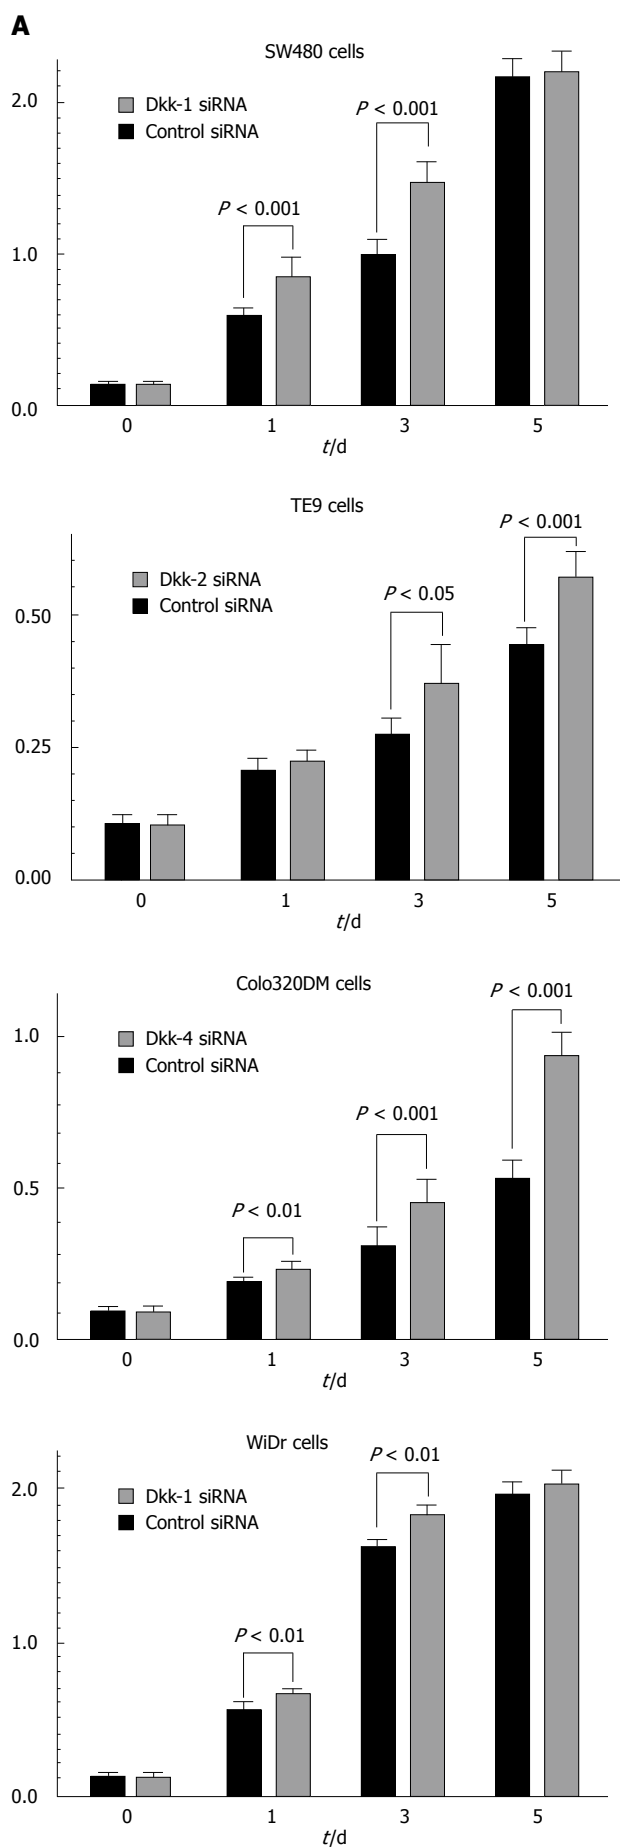 A
SW480 cells
Dkk-1 siRNA
Control siRNA
P < 0.001
P < 0.001
2.0
1.0
0.0
0 1 3 5
t/d
TE9 cells
Dkk-2 siRNA
Control siRNA
P < 0.05
P < 0.001
0.50
0.25
0.00
0 1 3 5
t/d
Colo320DM cells
Dkk-4 siRNA
Control siRNA
P < 0.01
P < 0.001
P < 0.001
1.0
0.5
0.0
0 1 3 5
t/d
WiDr cells
Dkk-1 siRNA
Control siRNA
P < 0.01
P < 0.01
2.0
1.0
0.0
0 1 3 5
t/d